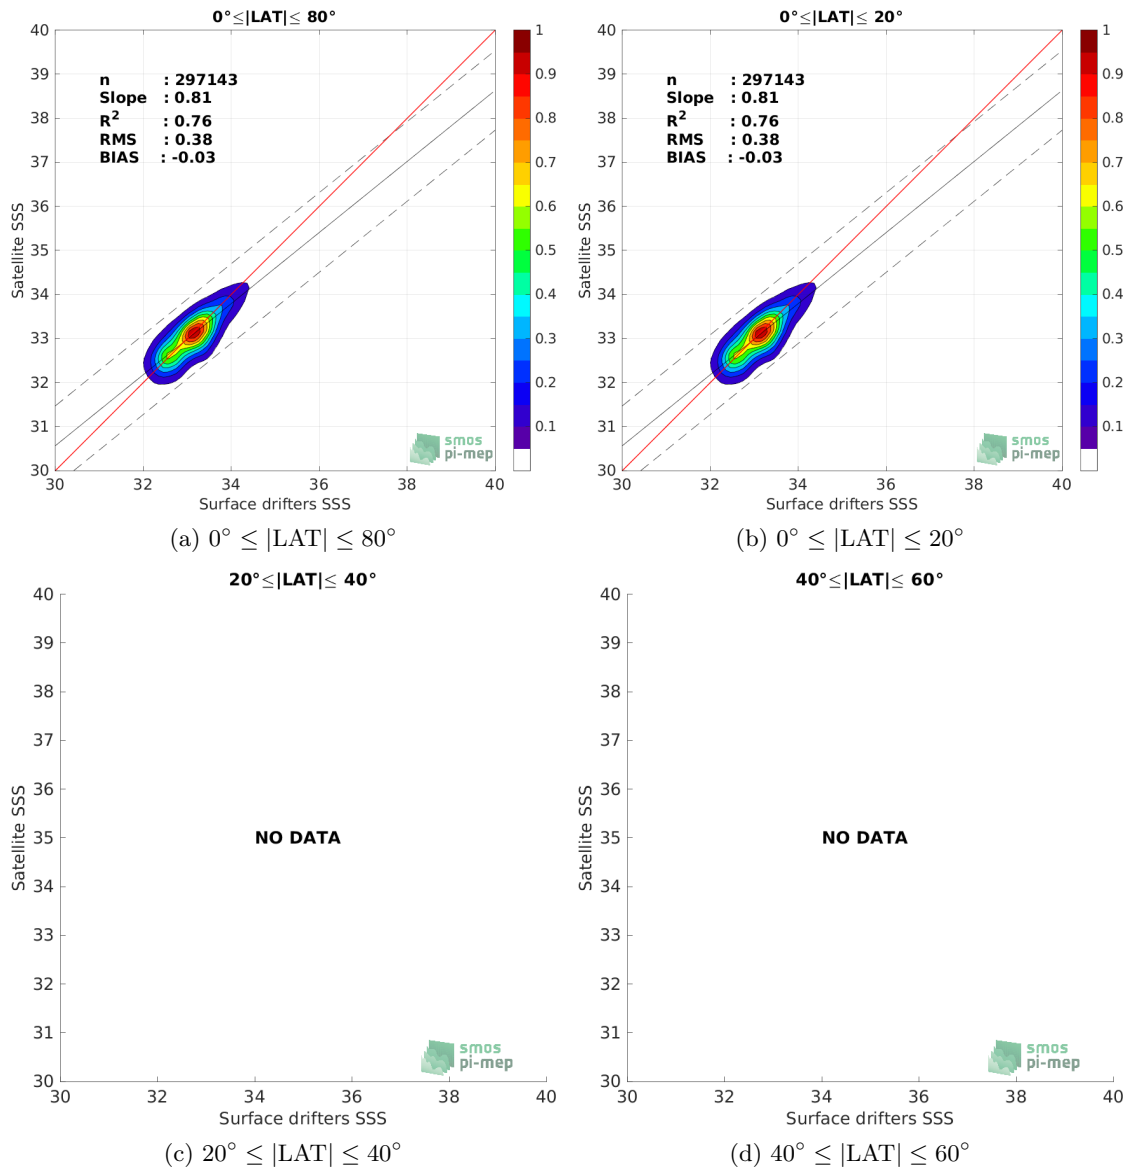 0°≤|LAT|≤ 80°
40
39
38
37
36
35
34
33
32
31
30
Satellite SSS
n : 297143
Slope : 0.81
R² : 0.76
RMS : 0.38
BIAS : -0.03
smos
pi-mep
30 32 34 36 38 40
Surface drifters SSS
1
0.9
0.8
0.7
0.6
0.5
0.4
0.3
0.2
0.1
(a) 0° ≤ |LAT| ≤ 80°
0°≤|LAT|≤ 20°
40
39
38
37
36
35
34
33
32
31
30
Satellite SSS
n : 297143
Slope : 0.81
R² : 0.76
RMS : 0.38
BIAS : -0.03
smos
pi-mep
30 32 34 36 38 40
Surface drifters SSS
1
0.9
0.8
0.7
0.6
0.5
0.4
0.3
0.2
0.1
(b) 0° ≤ |LAT| ≤ 20°
20°≤|LAT|≤ 40°
40
39
38
37
36
35
34
33
32
31
30
Satellite SSS
NO DATA
smos
pi-mep
30 32 34 36 38 40
Surface drifters SSS
(c) 20° ≤ |LAT| ≤ 40°
40°≤|LAT|≤ 60°
40
39
38
37
36
35
34
33
32
31
30
Satellite SSS
NO DATA
smos
pi-mep
30 32 34 36 38 40
Surface drifters SSS
(d) 40° ≤ |LAT| ≤ 60°